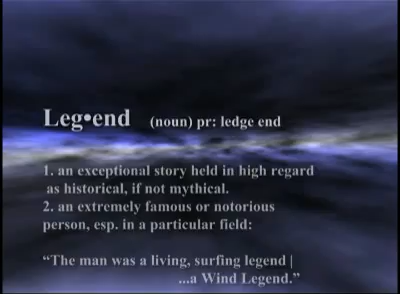 Leg•end (noun) pr: ledge end
1. an exceptional story held in high regard
as historical, if not mythical.
2. an extremely famous or notorious
person, esp. in a particular field:
“The man was a living, surfing legend |
...a Wind Legend.”